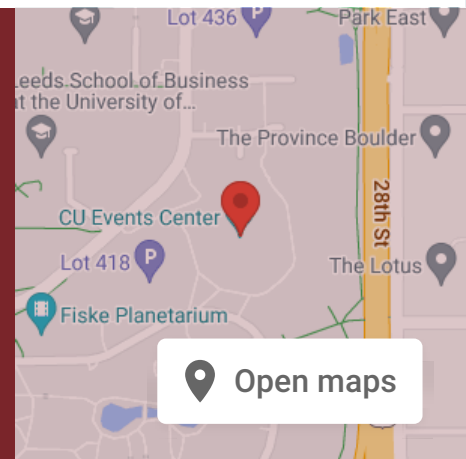 Lot 436
P
Park East
Leeds School of Business
at the University of...
The Province Boulder
28th St
CU Events Center
Lot 418
P
The Lotus
Fiske Planetarium
Open maps